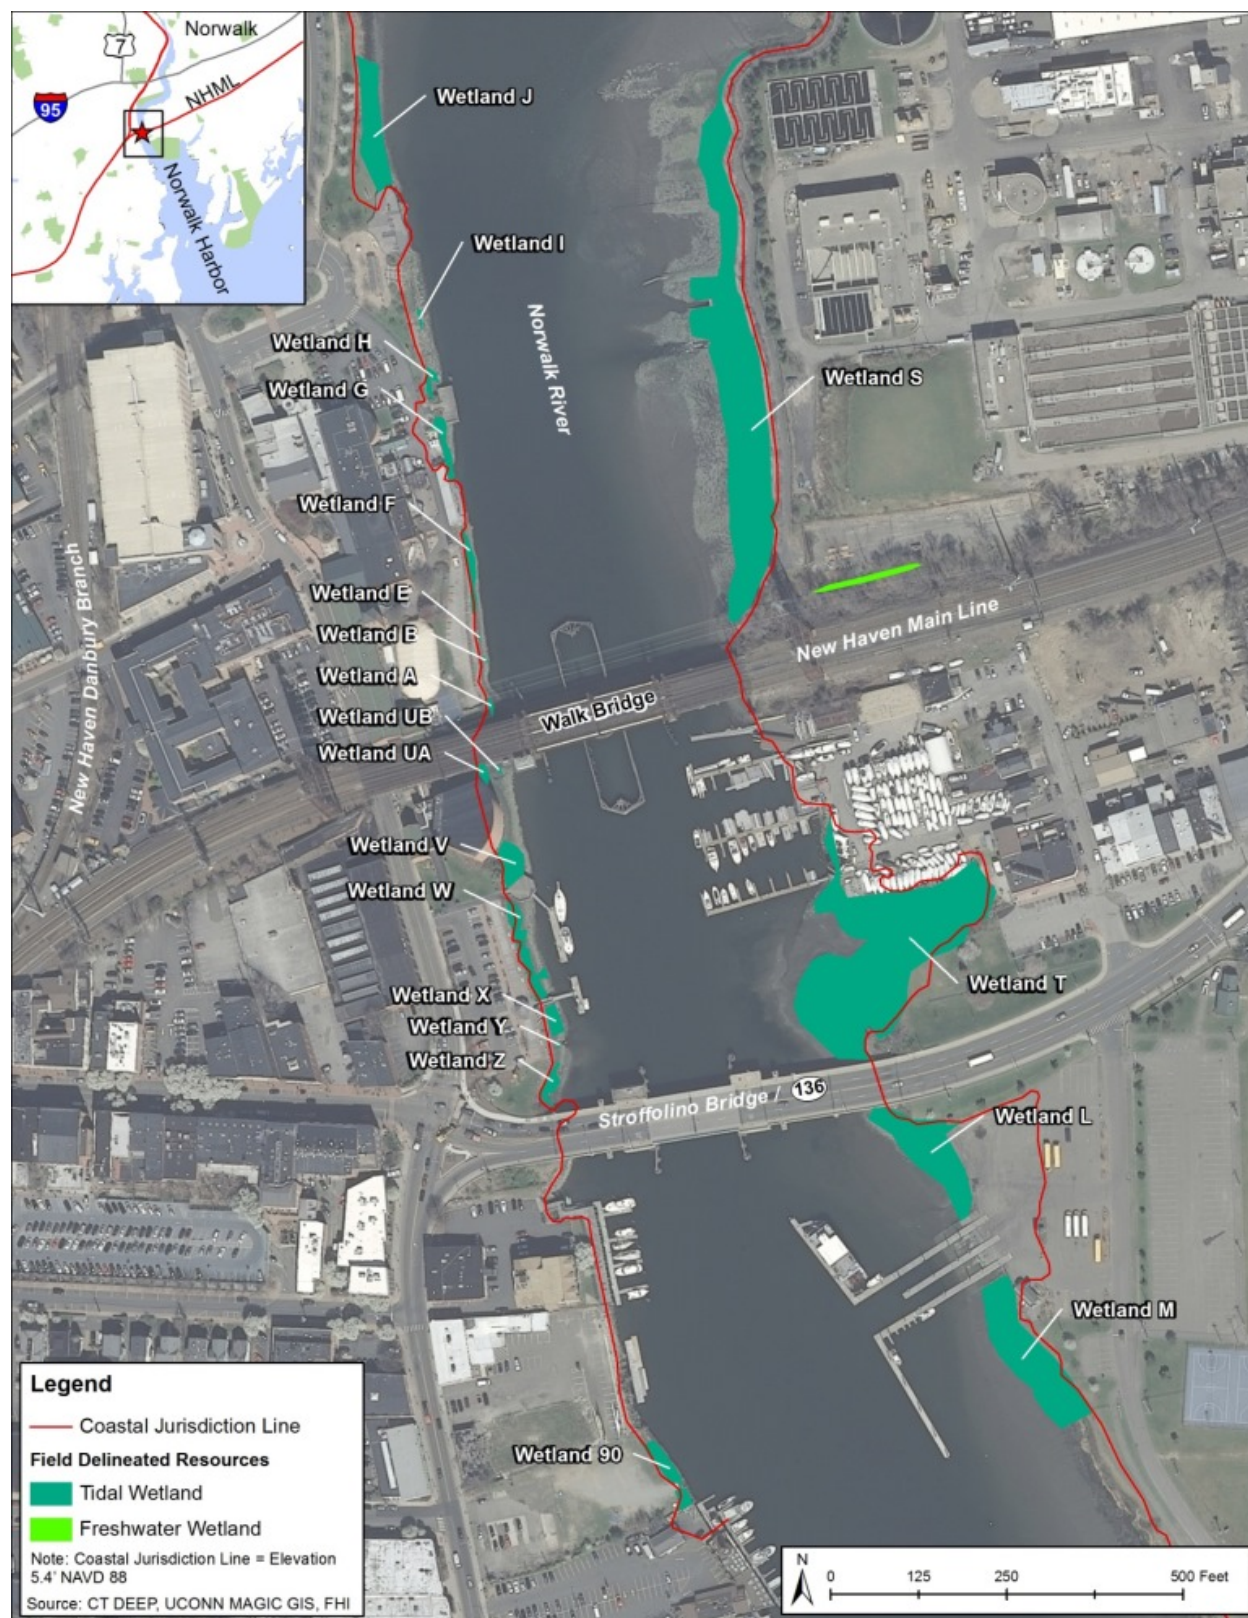 Norwalk
7
95
NHML
Norwalk Harbor
Wetland J
Wetland I
Norwalk River
Wetland H
Wetland G
Wetland S
Wetland F
Wetland E
Wetland B
Wetland A
Wetland UB
Wetland UA
New Haven Danbury Branch
New Haven Main Line
Walk Bridge
Wetland V
Wetland W
Wetland X
Wetland Y
Wetland Z
Wetland T
Stroffolino Bridge / 136
Wetland L
Wetland M
Wetland 90
Legend
Coastal Jurisdiction Line
Field Delineated Resources
Tidal Wetland
Freshwater Wetland
Note: Coastal Jurisdiction Line = Elevation
5.4' NAVD 88
Source: CT DEEP, UCONN MAGIC GIS, FHI
N
0 125 250 500 Feet